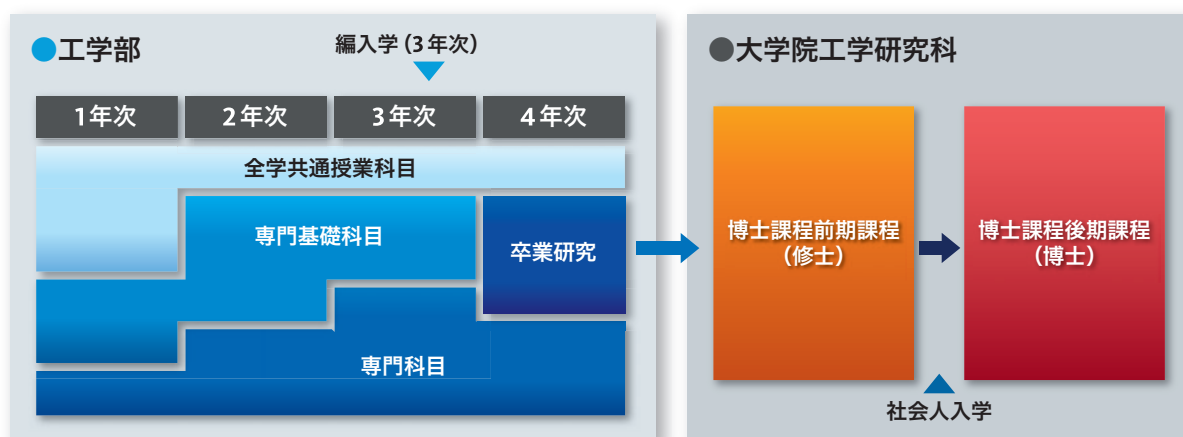 工学部
編入学（3年次）
1年次
2年次
3年次
4年次
全学共通授業科目
専門基礎科目
卒業研究
専門科目
大学院工学研究科
博士課程前期課程
（修士）
博士課程後期課程
（博士）
社会人入学